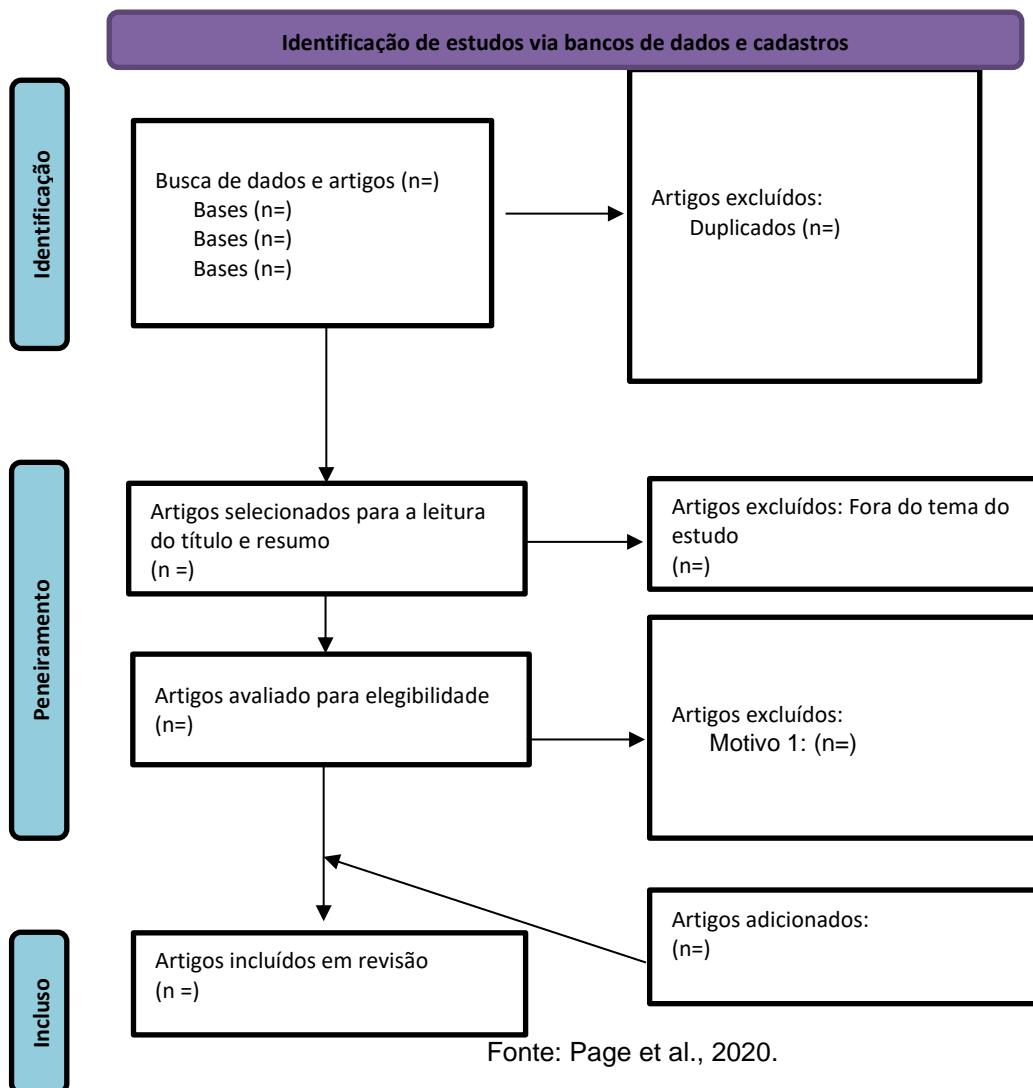 Identificação de estudos via bancos de dados e cadastros
Identificação
Busca de dados e artigos (n=)
Bases (n=)
Bases (n=)
Bases (n=)
Artigos excluídos:
Duplicados (n=)
Peneiramento
Artigos selecionados para a leitura
do título e resumo
(n =)
Artigos excluídos: Fora do tema do
estudo
(n=)
Artigos avaliado para elegibilidade
(n=)
Artigos excluídos:
Motivo 1: (n=)
Artigos adicionados:
(n=)
Incluso
Artigos incluídos em revisão
(n =)
Fonte: Page et al., 2020.